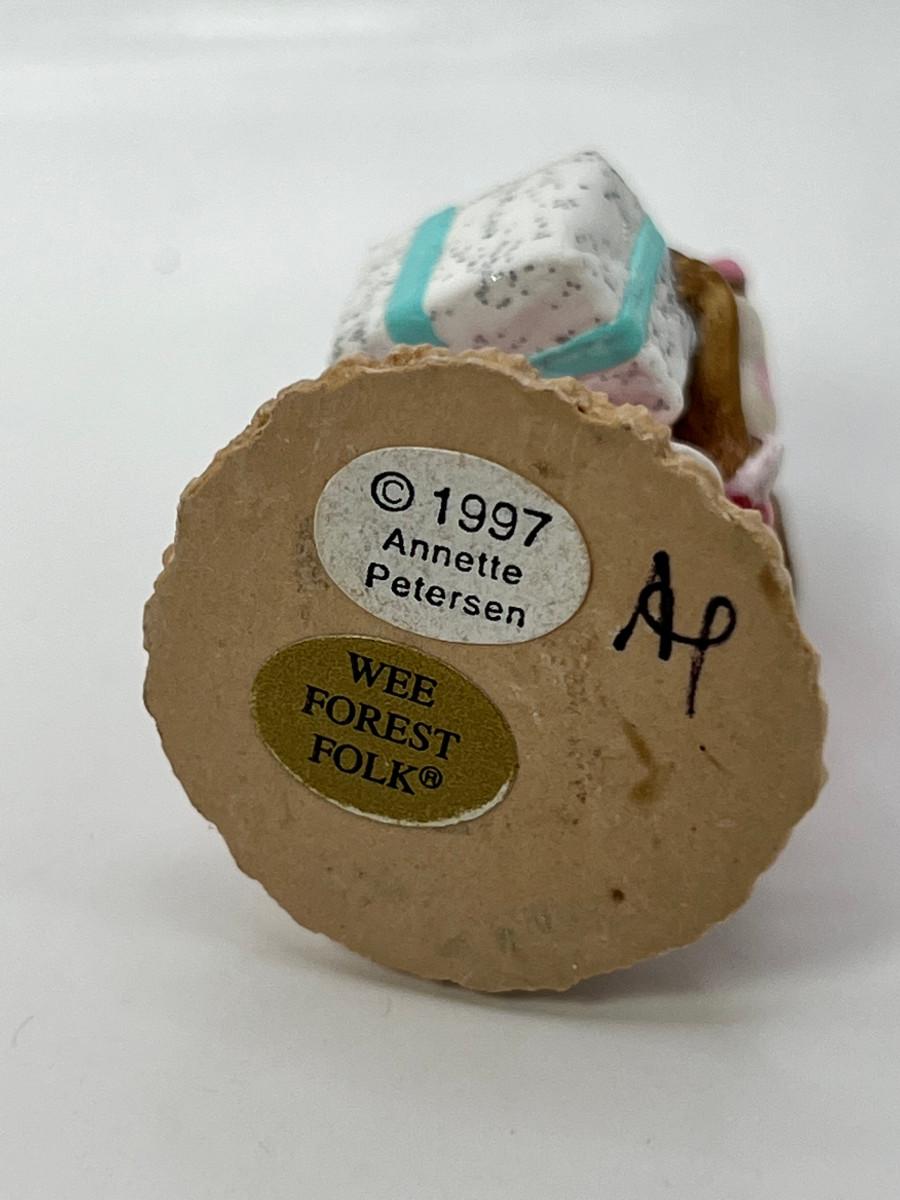 © 1997
Annette
Petersen
AP
WEE
FOREST
FOLK®